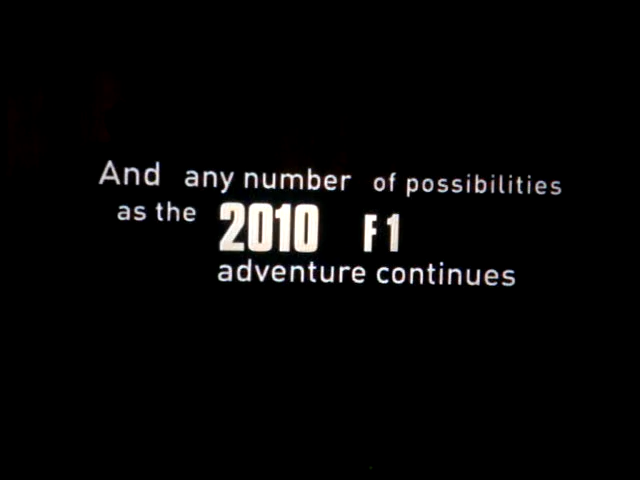 And any number of possibilities
as the 2010 F1
adventure continues